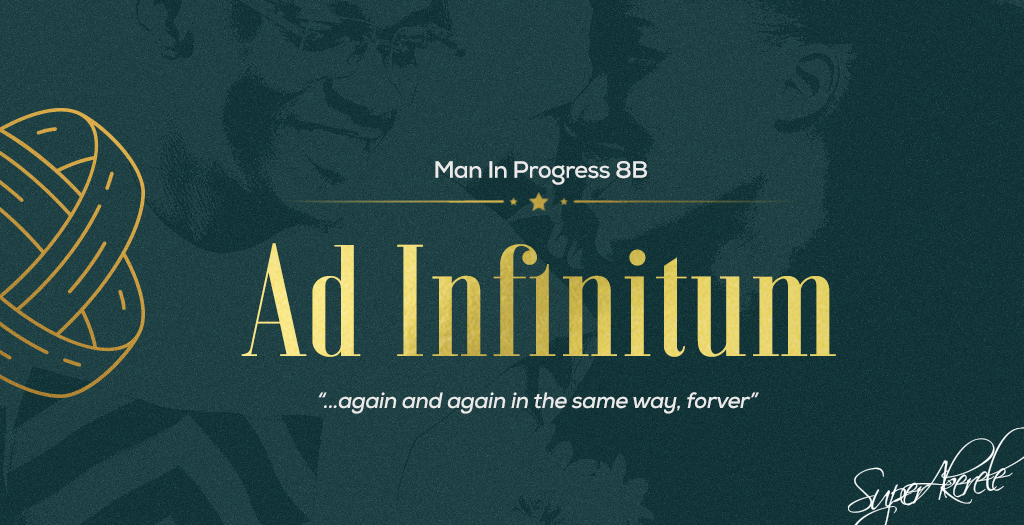 Man In Progress 8B
Ad Infinitum
“...again and again in the same way, forver”
SuperAkerele